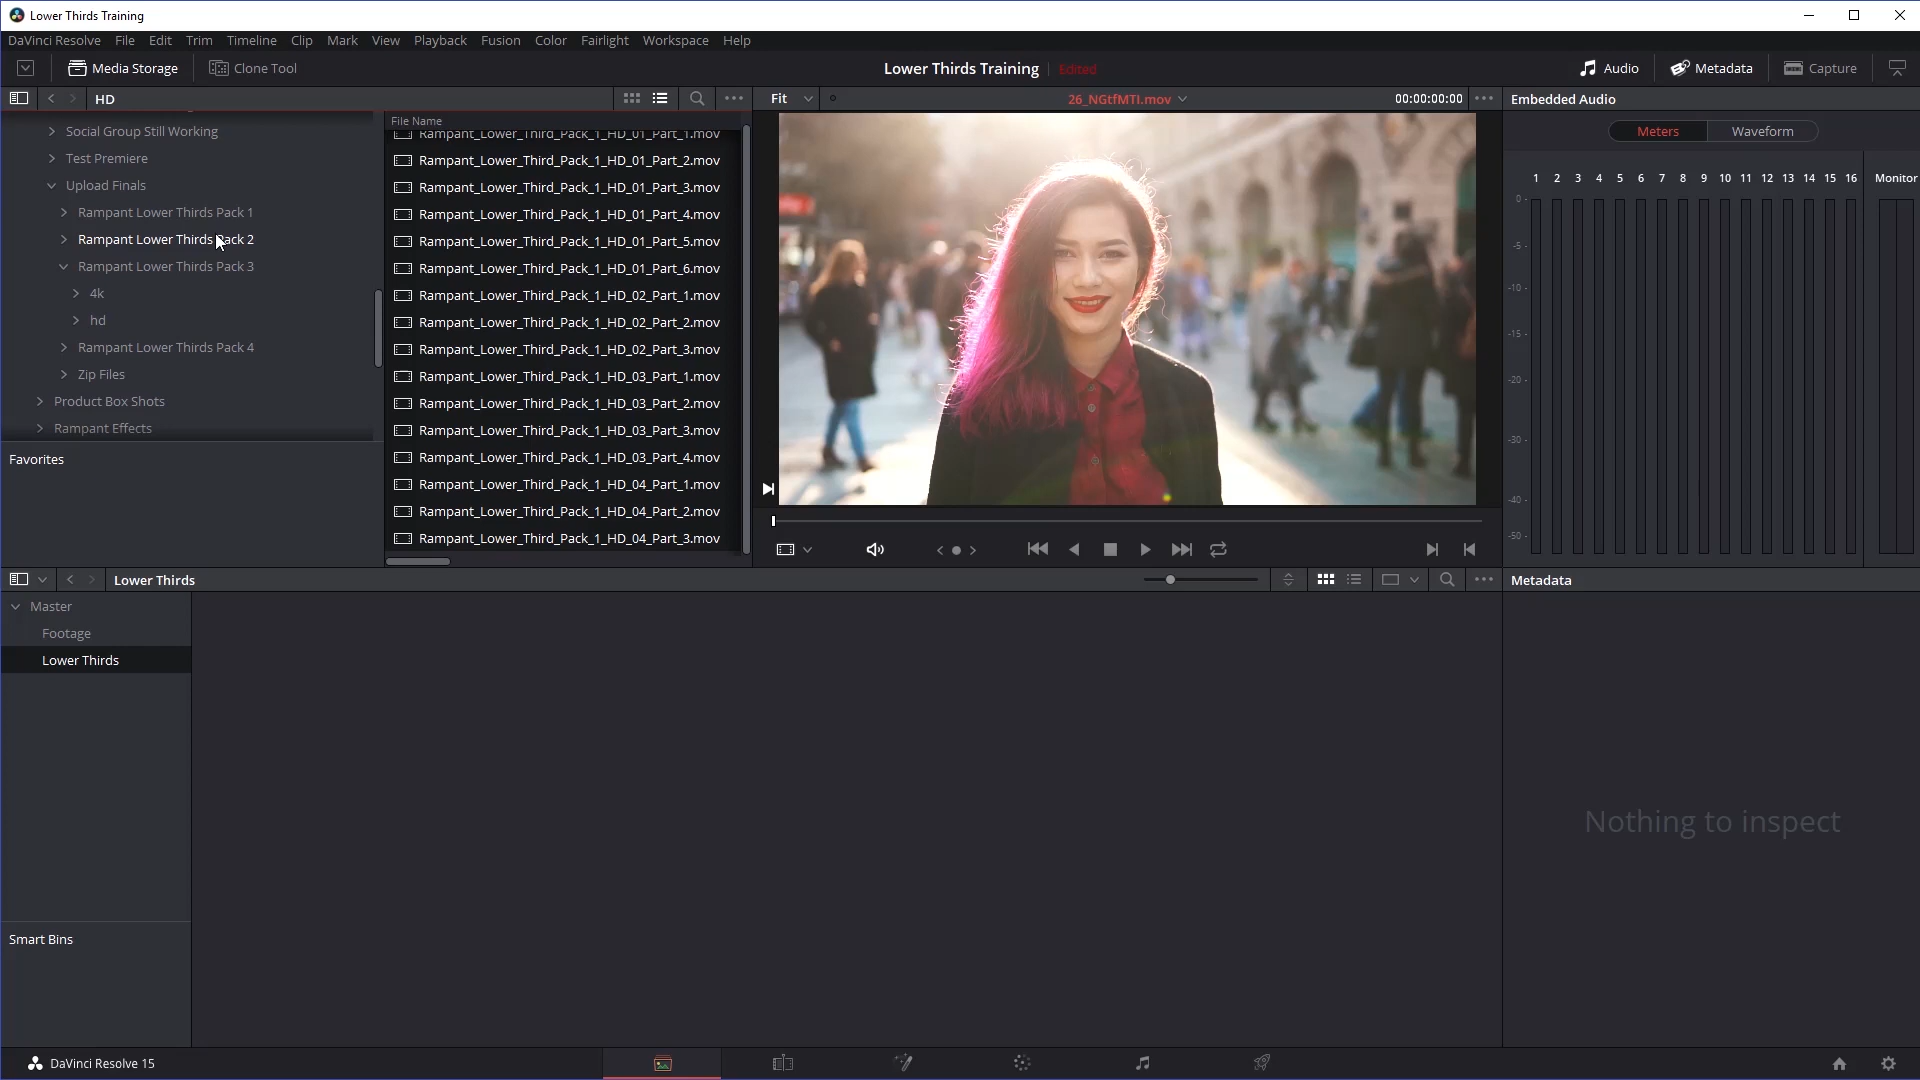 Lower Thirds Training
DaVinci Resolve File Edit Trim Timeline Clip Mark View Playback Fusion Color Fairlight Workspace Help
Media Storage Clone Tool Lower Thirds Training Edited Audio Metadata Capture
HD Fit 26_NGtfMTI.mov 00:00:00:00 Embedded Audio
File Name
Social Group Still Working
Test Premiere
Upload Finals
Rampant Lower Thirds Pack 1
Rampant Lower Thirds Pack 2
Rampant Lower Thirds Pack 3
4k
hd
Rampant Lower Thirds Pack 4
Zip Files
Product Box Shots
Rampant Effects
Favorites
Rampant_Lower_Third_Pack_1_HD_01_Part_1.mov
Rampant_Lower_Third_Pack_1_HD_01_Part_2.mov
Rampant_Lower_Third_Pack_1_HD_01_Part_3.mov
Rampant_Lower_Third_Pack_1_HD_01_Part_4.mov
Rampant_Lower_Third_Pack_1_HD_01_Part_5.mov
Rampant_Lower_Third_Pack_1_HD_01_Part_6.mov
Rampant_Lower_Third_Pack_1_HD_02_Part_1.mov
Rampant_Lower_Third_Pack_1_HD_02_Part_2.mov
Rampant_Lower_Third_Pack_1_HD_02_Part_3.mov
Rampant_Lower_Third_Pack_1_HD_03_Part_1.mov
Rampant_Lower_Third_Pack_1_HD_03_Part_2.mov
Rampant_Lower_Third_Pack_1_HD_03_Part_3.mov
Rampant_Lower_Third_Pack_1_HD_03_Part_4.mov
Rampant_Lower_Third_Pack_1_HD_04_Part_1.mov
Rampant_Lower_Third_Pack_1_HD_04_Part_2.mov
Rampant_Lower_Third_Pack_1_HD_04_Part_3.mov
Meters Waveform
1 2 3 4 5 6 7 8 9 10 11 12 13 14 15 16 Monitor
0
-5
-10
-15
-20
-30
-40
-50
Lower Thirds
Master
Footage
Lower Thirds
Smart Bins
Metadata
Nothing to inspect
DaVinci Resolve 15